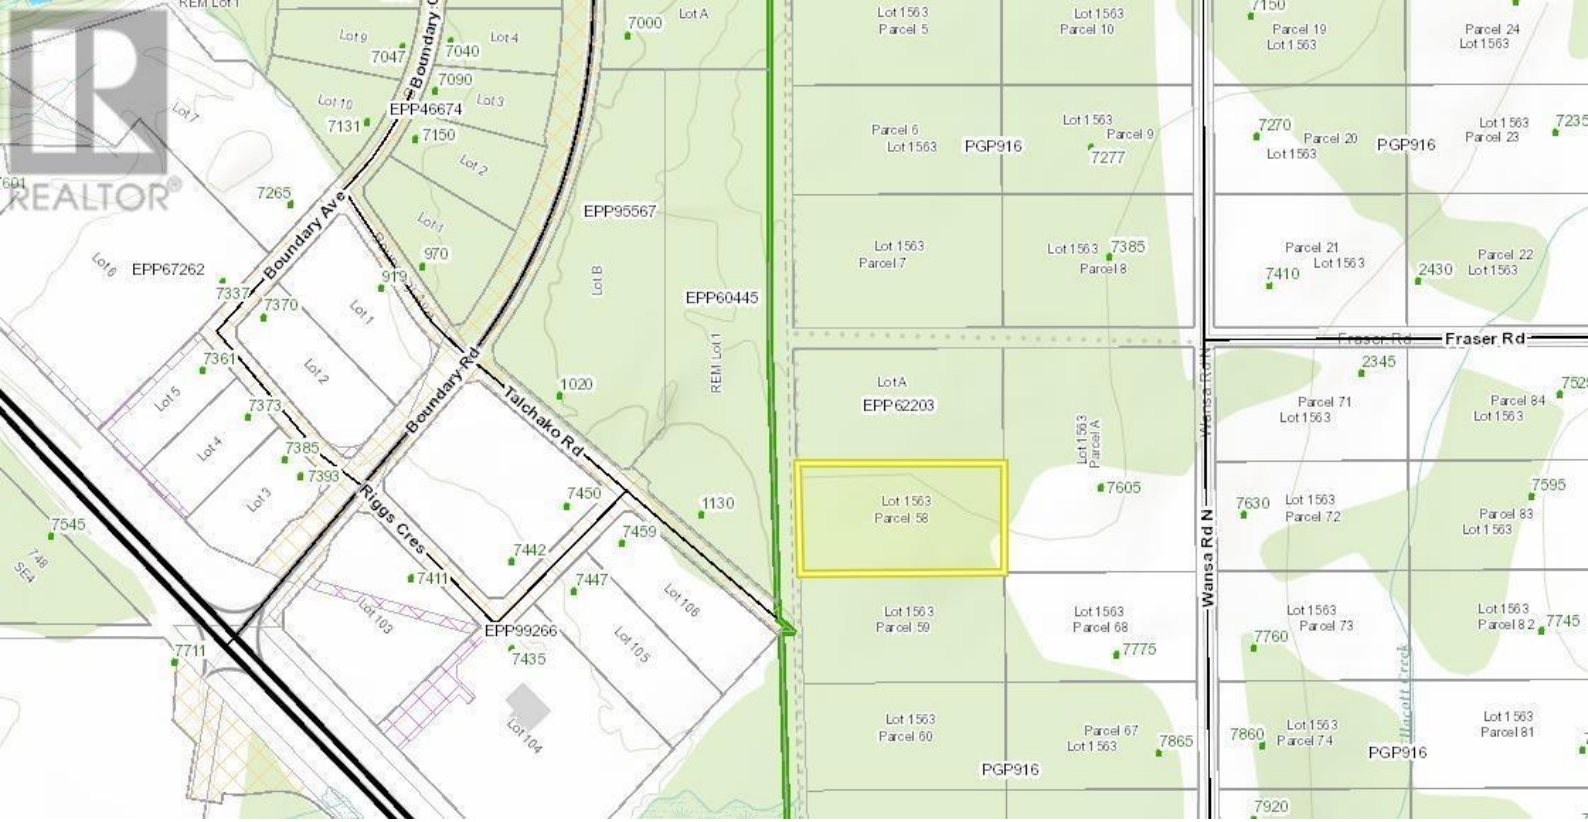 REM Lot 1
REALTOR®
Lot 7
7601
7265
Lot 6
EPP67262
7337
7370
Boundary Ave
Lot 9
7047
7040
Lot 4
7090
Lot 3
Lot 10
7131
EPP46674
7150
Lot 2
Lot 1
970
919
Lot 1
Lot 2
7361
Lot 5
7373
Lot 4
7385
7393
Lot 3
Boundary Rd
Riggs Cres
Talchako Rd
7000
Lot A
EPP95567
Lot B
EPP60445
REM Lot 1
1020
1130
7450
7459
7442
7447
7411
Lot 106
Lot 105
Lot 103
EPP99266
7435
Lot 104
7545
748
SE4
7711
Lot 1563
Parcel 5
Lot 1563
Parcel 10
Parcel 6
Lot 1563
PGP916
Lot 1563
Parcel 9
7277
Lot 1563
Parcel 7
Lot 1563
7385
Parcel 8
Lot A
EPP62203
Lot 1563
Parcel A
7605
Lot 1563
Parcel 58
Lot 1563
Parcel 59
Lot 1563
Parcel 68
7775
Lot 1563
Parcel 60
Parcel 67
Lot 1563
7865
PGP916
Wansa Rd N
Wansa Rd N
7150
Parcel 19
Lot 1563
Parcel 24
Lot 1563
7270
Parcel 20
Lot 1563
PGP916
Lot 1563
Parcel 23
7235
Parcel 21
Lot 1563
7410
2430
Parcel 22
Lot 1563
Fraser Rd
Fraser Rd
2345
Parcel 71
Lot 1563
Parcel 84
Lot 1563
7595
7630
Lot 1563
Parcel 72
Parcel 83
Lot 1563
Lot 1563
Parcel 73
7760
Lot 1563
Parcel 82
7745
7860
Lot 1563
Parcel 74
Lot 1563
Parcel 81
PGP916
7920
Creek